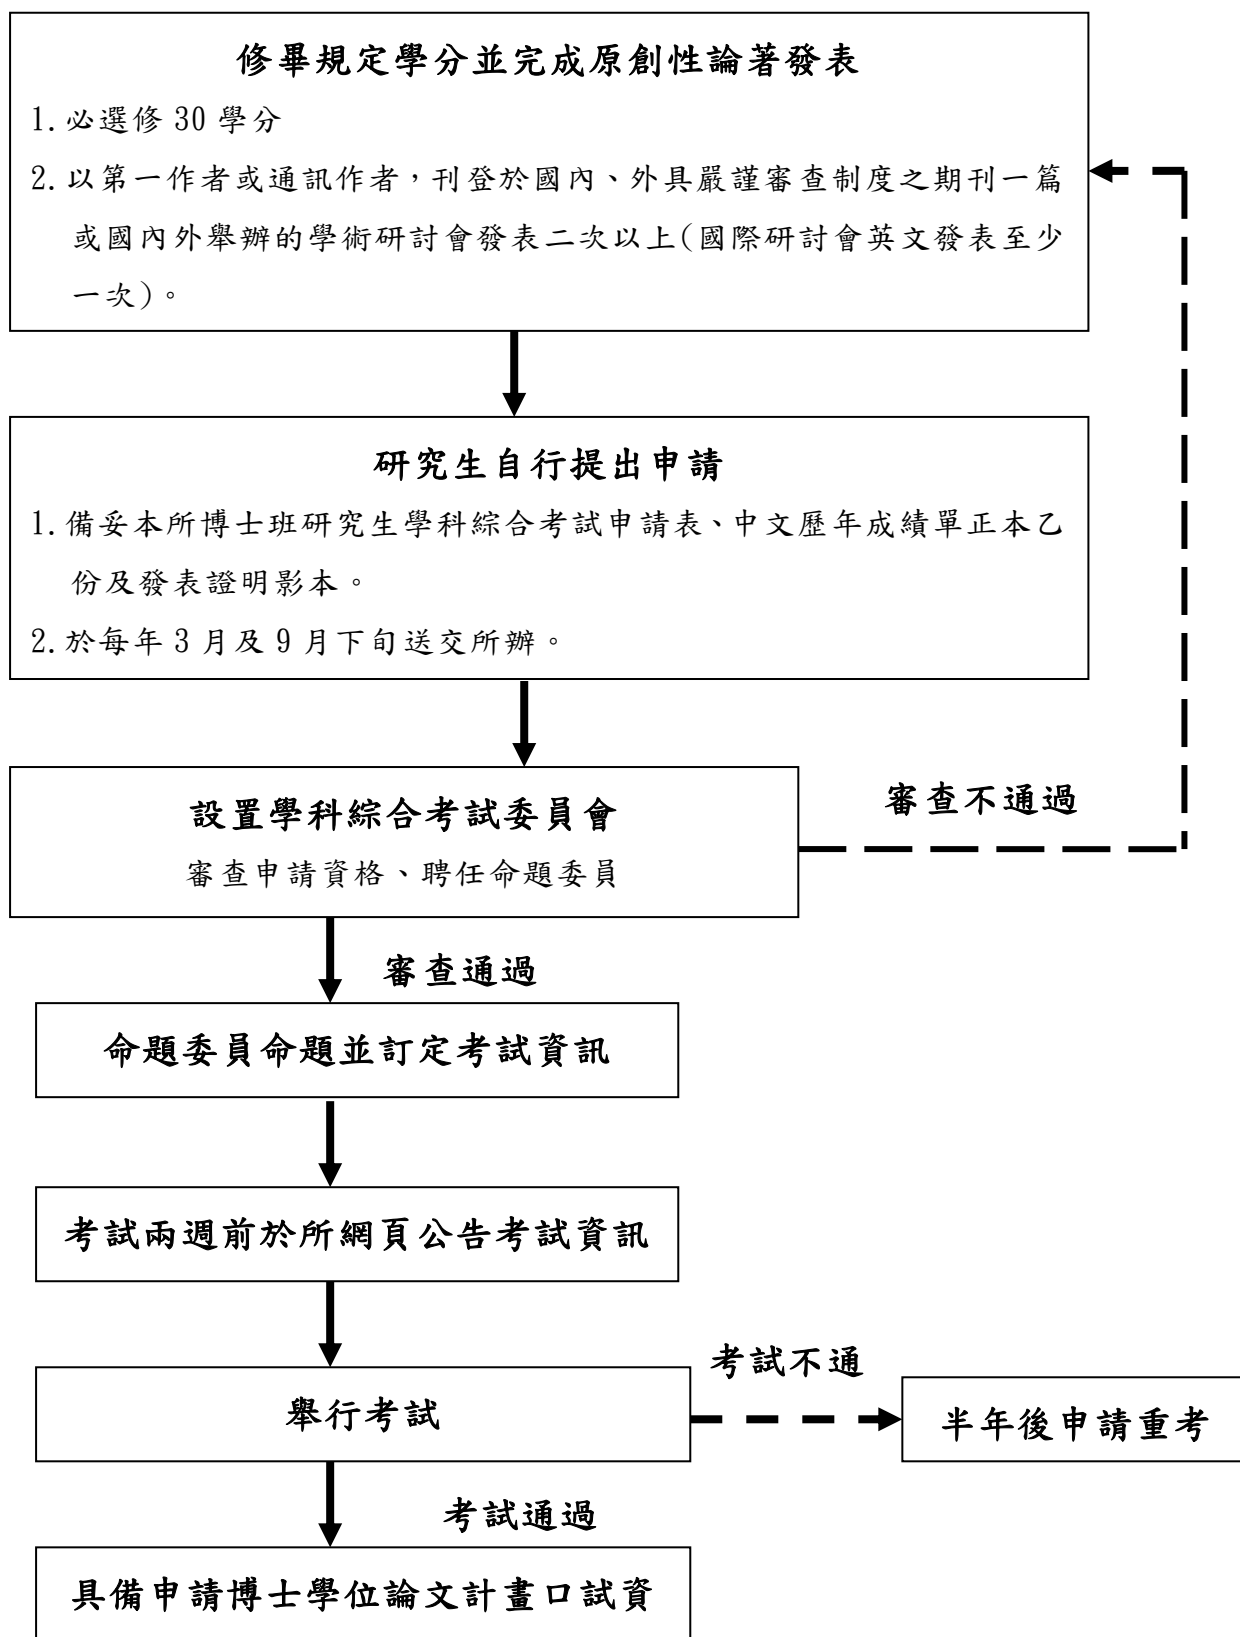 修畢規定學分並完成原創性論著發表
1.必選修 30 學分
2.以第一作者或通訊作者，刊登於國內、外具嚴謹審查制度之期刊一篇
或國內外舉辦的學術研討會發表二次以上(國際研討會英文發表至少
一次)。
研究生自行提出申請
1.備妥本所博士班研究生學科綜合考試申請表、中文歷年成績單正本乙
份及發表證明影本。
2.於每年 3 月及 9 月下旬送交所辦。
設置學科綜合考試委員會
審查申請資格、聘任命題委員
審查不通過
審查通過
命題委員命題並訂定考試資訊
考試兩週前於所網頁公告考試資訊
考試不通
舉行考試
半年後申請重考
考試通過
具備申請博士學位論文計畫口試資